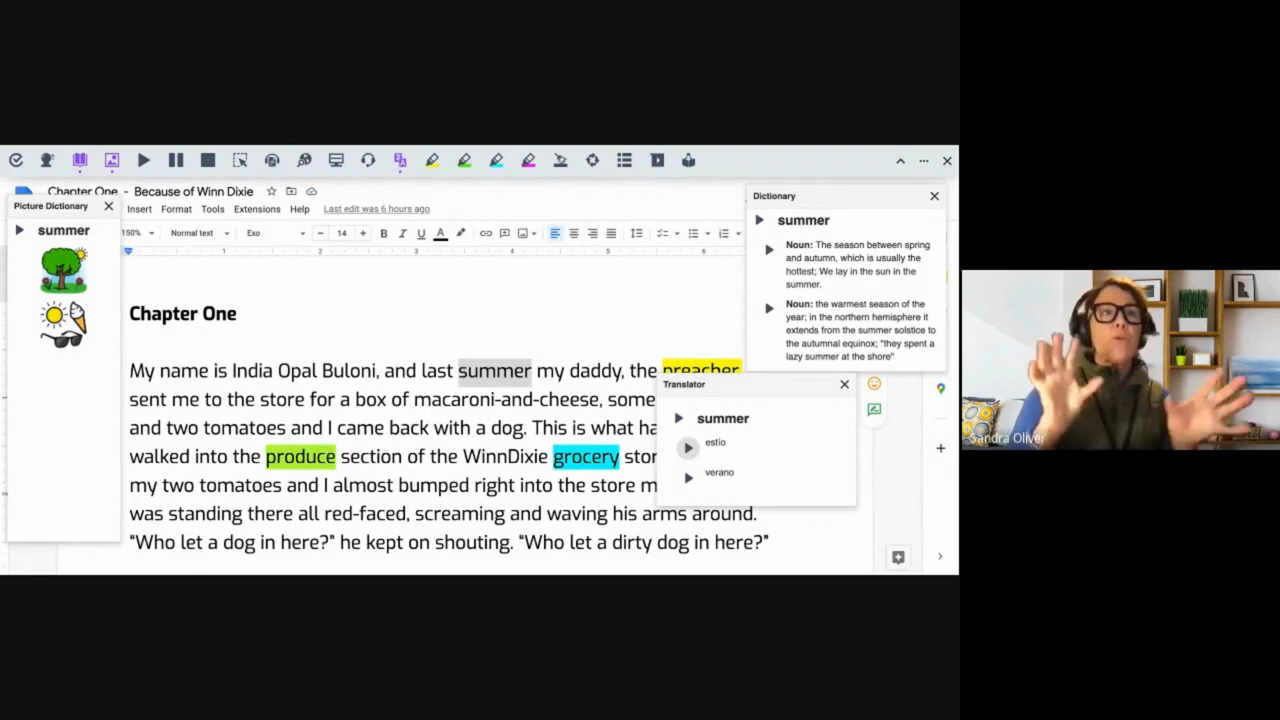 Chapter One - Because of Winn Dixie
Insert Format Tools Extensions Help Last edit was 6 hours ago
150% Normal text Exo 14 B I U A
1 2 3 4 5 6
Picture Dictionary
summer
Dictionary
summer
Noun: The season between spring
and autumn, which is usually the
hottest; We lay in the sun in the
summer.
Noun: the warmest season of the
year; in the northern hemisphere it
extends from the summer solstice to
the autumnal equinox; "they spent a
lazy summer at the shore"
Chapter One
My name is India Opal Buloni, and last summer my daddy, the preacher
sent me to the store for a box of macaroni-and-cheese, some
and two tomatoes and I came back with a dog. This is what ha
walked into the produce section of the WinnDixie grocery stor
my two tomatoes and I almost bumped right into the store m
was standing there all red-faced, screaming and waving his arms around.
“Who let a dog in here?” he kept on shouting. “Who let a dirty dog in here?”
Translator
summer
estio
verano
Sandra Oliver